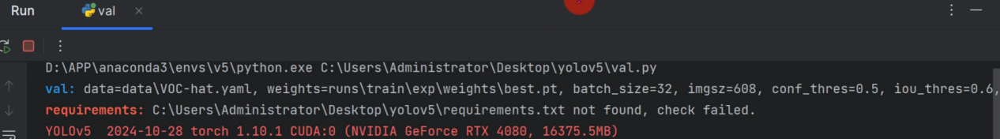 Run val
D:\APP\anaconda3\envs\v5\python.exe C:\Users\Administrator\Desktop\yolov5\val.py
val: data=data\VOC-hat.yaml, weights=runs\train\exp\weights\best.pt, batch_size=32, imgsz=608, conf_thres=0.5, iou_thres=0.6,
requirements: C:\Users\Administrator\Desktop\yolov5\requirements.txt not found, check failed.
YOLOv5 2024-10-28 torch 1.10.1 CUDA:0 (NVIDIA GeForce RTX 4080, 16375.5MB)